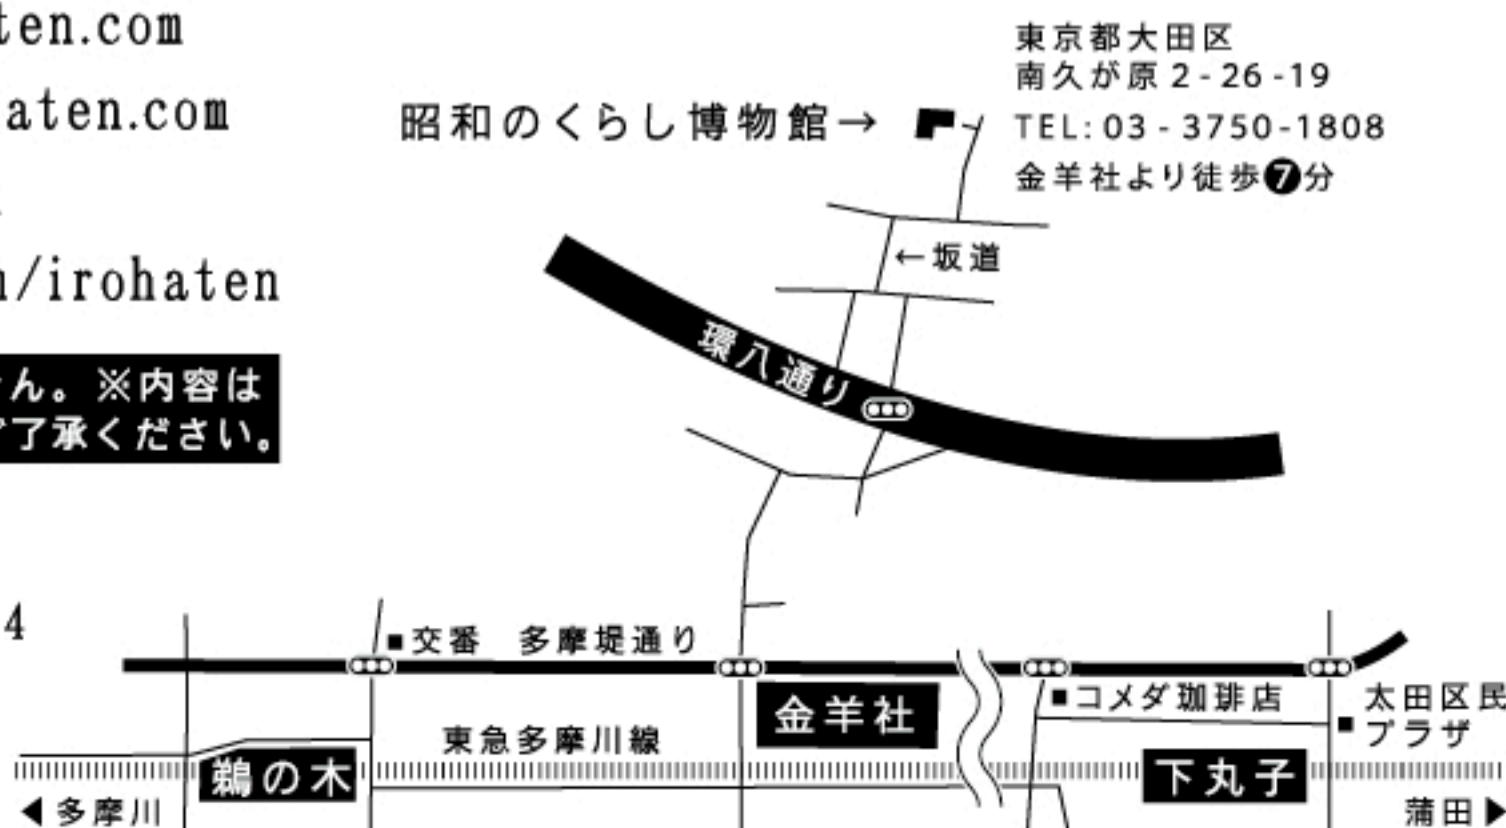 ten.com
aten.com
/irohaten
ん。※内容は
了承ください。
4
東京都大田区
南久が原2-26-19
TEL:03-3750-1808
金羊社より徒歩7分
昭和のくらし博物館→
←坂道
環八通り
■交番 多摩堤通り
金羊社
■コメダ珈琲店
太田区民
■プラザ
東急多摩川線
鵜の木
下丸子
◀多摩川
蒲田▶